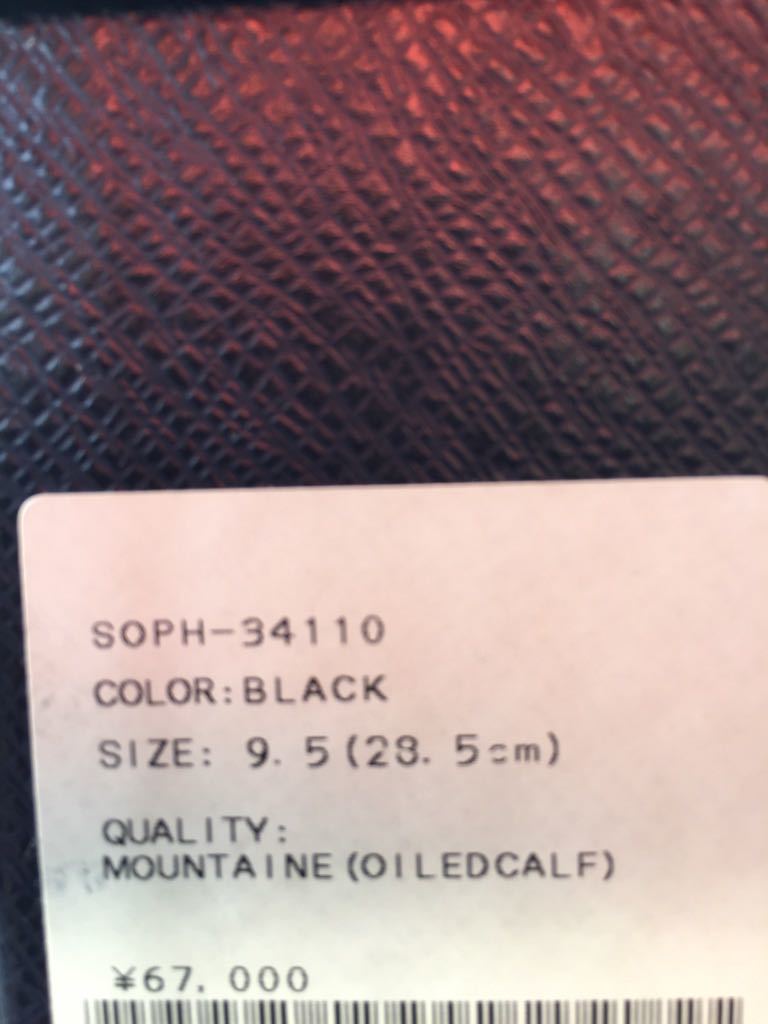 SOPH-34110
COLOR:BLACK
SIZE: 9.5(28.5cm)
QUALITY:
MOUNTAINE(OILEDCALF)
¥67,000